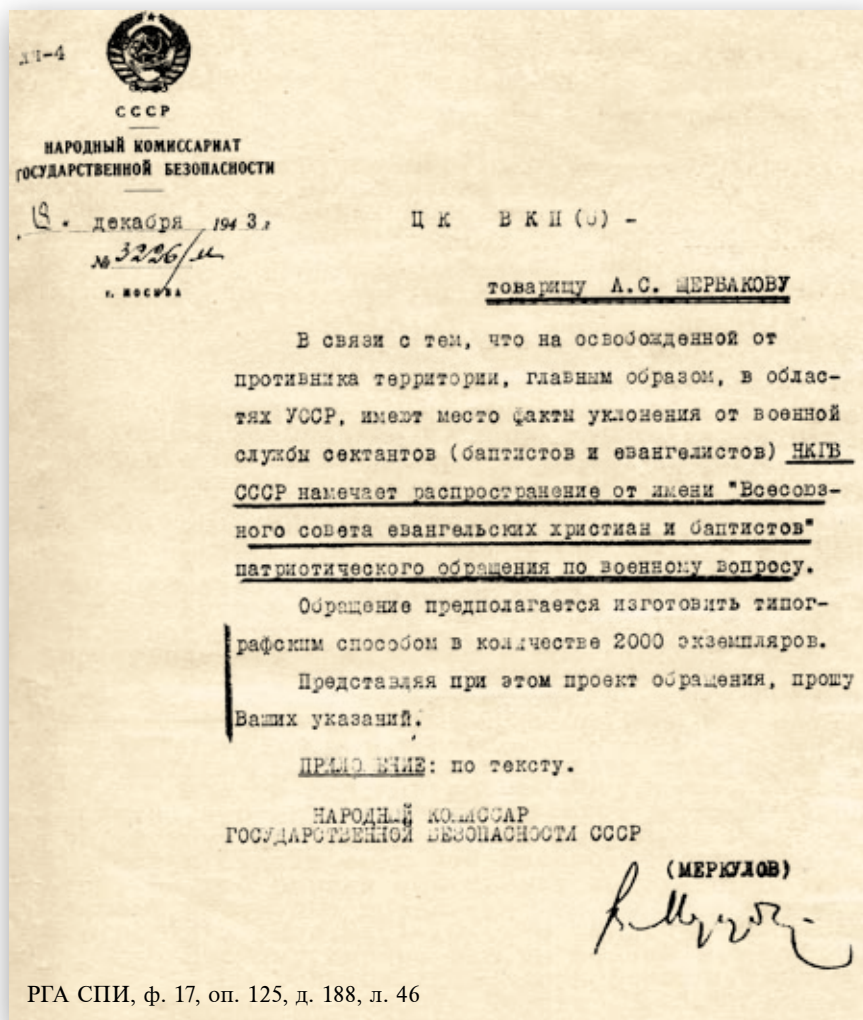 лн-4
СССР
НАРОДНЫЙ КОМИССАРИАТ
ГОСУДАРСТВЕННОЙ БЕЗОПАСНОСТИ
декабря 1943 г.
№ 3226/м
г. МОСКВА
ЦК ВКП(б) -
товарищу А.С. ЩЕРБАКОВУ
В связи с тем, что на освобожденной от
противника территории, главным образом, в облас-
тях УССР, имеют место факты уклонения от военной
службы сектантов (баптистов и евангелистов) НКГБ
СССР намечает распространение от имени "Всесоюз-
ного совета евангельских христиан и баптистов"
патриотического обращения по военному вопросу.
Обращение предполагается изготовить типог-
рафским способом в количестве 2000 экземпляров.
Представляя при этом проект обращения, прошу
Ваших указаний.
ПРИЛОЖЕНИЕ: по тексту.
НАРОДНЫЙ КОМИССАР
ГОСУДАРСТВЕННОЙ БЕЗОПАСНОСТИ СССР
(МЕРКУЛОВ)
РГА СПИ, ф. 17, оп. 125, д. 188, л. 46